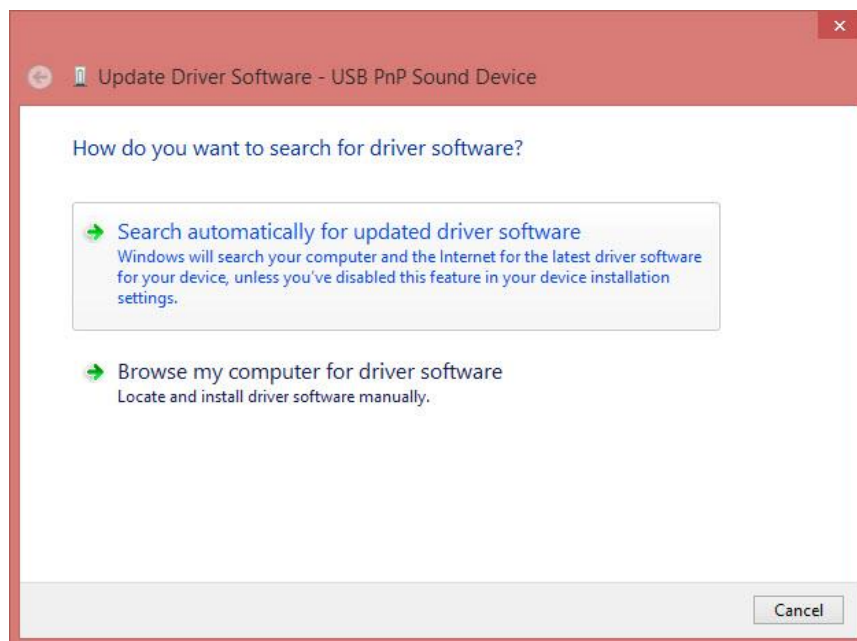 Update Driver Software - USB PnP Sound Device
How do you want to search for driver software?
Search automatically for updated driver software
Windows will search your computer and the Internet for the latest driver software
for your device, unless you've disabled this feature in your device installation
settings.
Browse my computer for driver software
Locate and install driver software manually.
Cancel